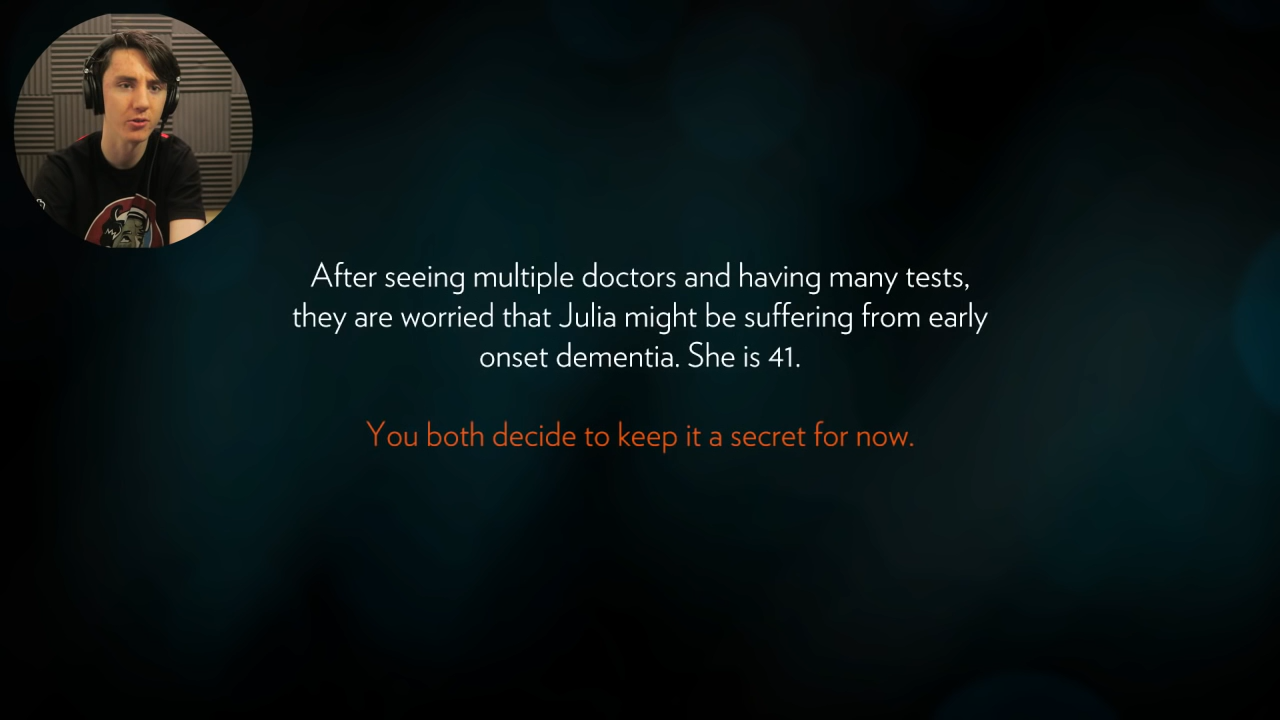 After seeing multiple doctors and having many tests,
they are worried that Julia might be suffering from early
onset dementia. She is 41.
You both decide to keep it a secret for now.